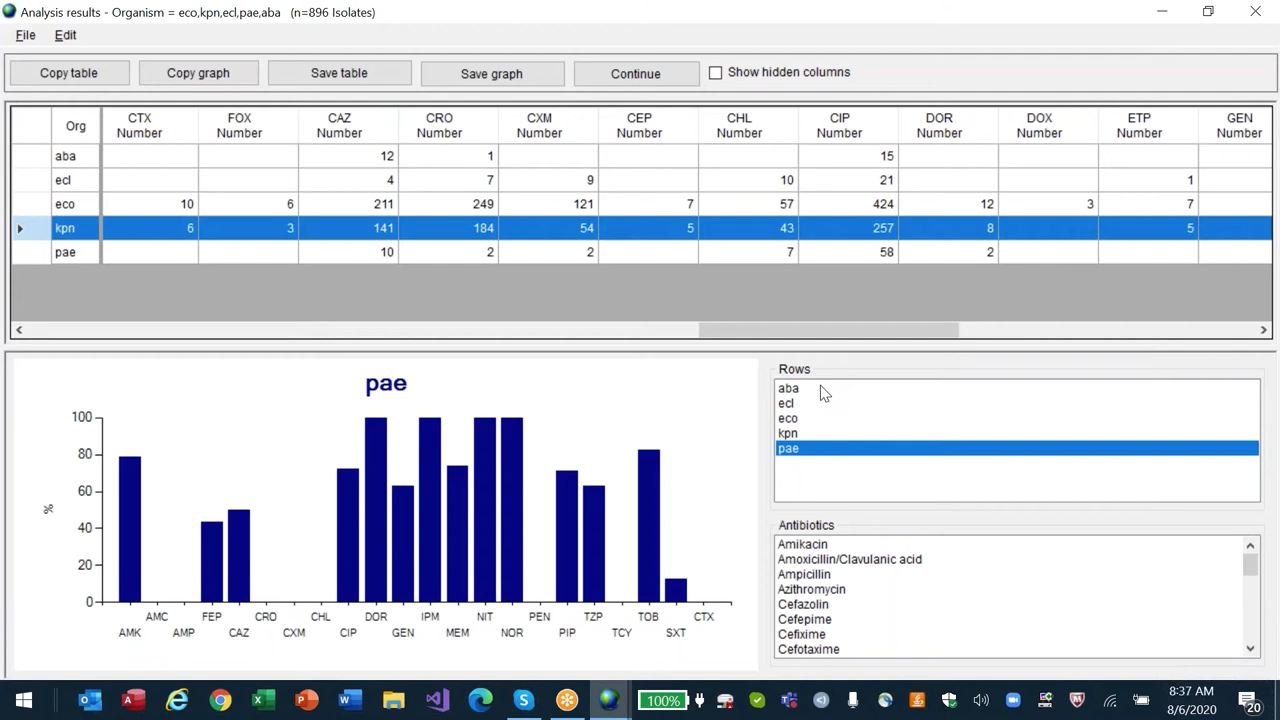 Analysis results - Organism = eco,kpn,ecl,pae,aba (n=896 Isolates)
File Edit
Copy table Copy graph Save table Save graph Continue Show hidden columns
Org CTX Number FOX Number CAZ Number CRO Number CXM Number CEP Number CHL Number CIP Number DOR Number DOX Number ETP Number GEN Number
aba 12 1 15
ecl 4 7 9 10 21 1
eco 10 6 211 249 121 7 57 424 12 3 7
kpn 6 3 141 184 54 5 43 257 8 5
pae 10 2 2 7 58 2
pae
100
80
60
40
20
0
%
AMC FEP CRO CHL DOR IPM NIT PEN TZP TOB CTX
AMK AMP CAZ CXM CIP GEN MEM NOR PIP TCY SXT
Rows
aba
ecl
eco
kpn
pae
Antibiotics
Amikacin
Amoxicillin/Clavulanic acid
Ampicillin
Azithromycin
Cefazolin
Cefepime
Cefixime
Cefotaxime
100%
8:37 AM
8/6/2020
20